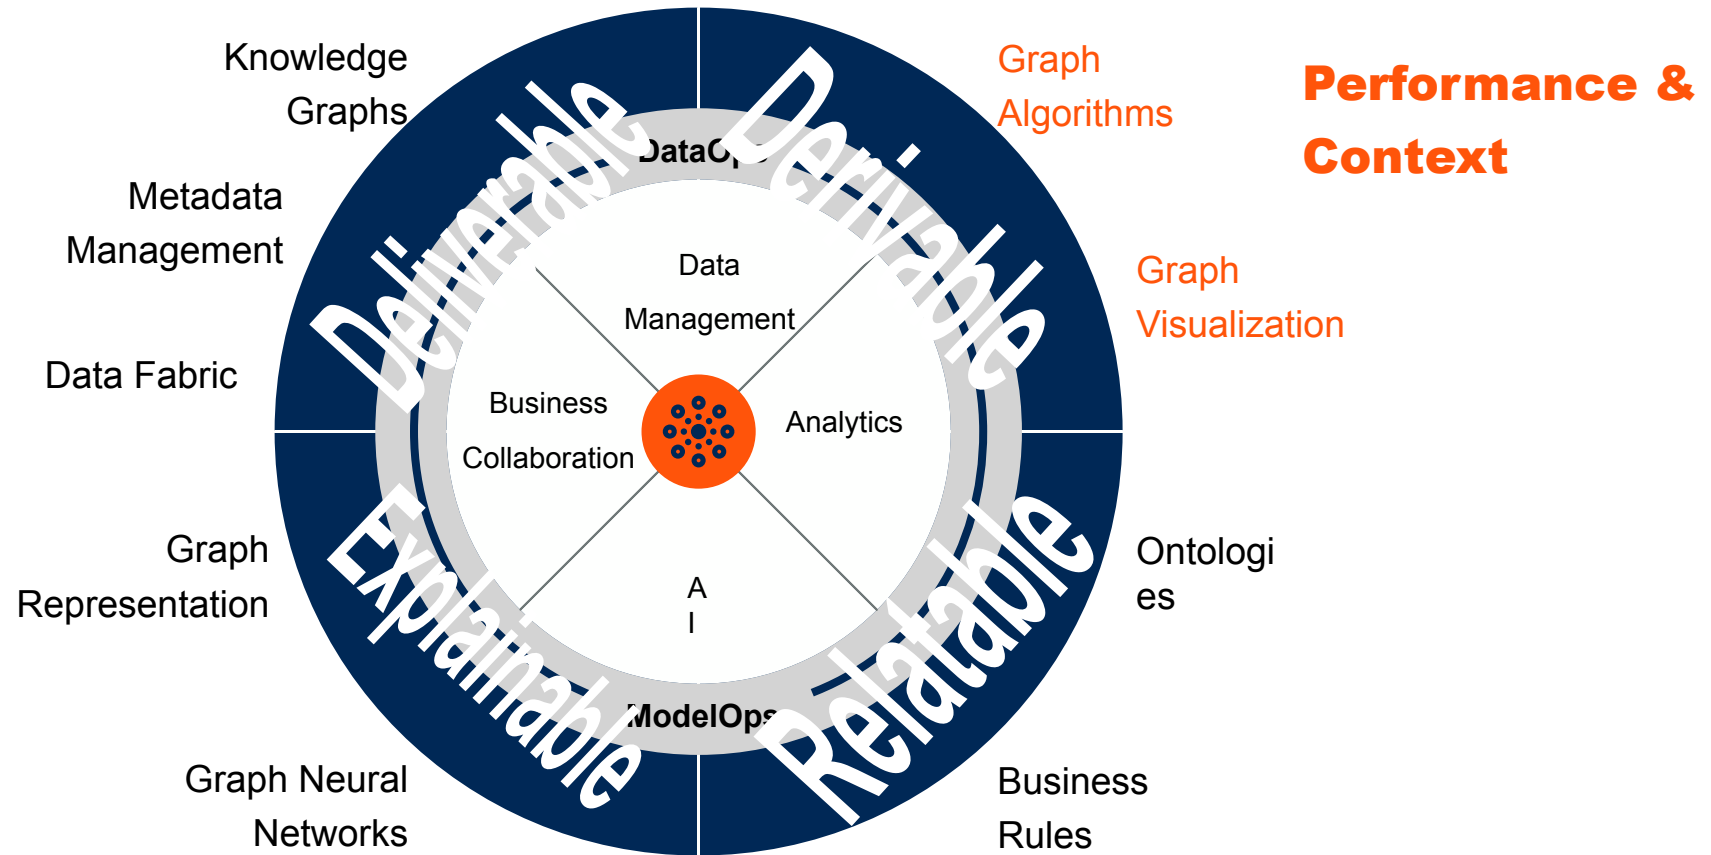 Knowledge
Graphs
Metadata
Management
Data Fabric
Graph
Representation
Graph Neural
Networks
Deliverable
Derivable
Explainable
Relatable
DataOps
Data
Management
Business
Collaboration
Analytics
A
I
ModelOps
Graph
Algorithms
Graph
Visualization
Ontologi
es
Business
Rules
Performance &
Context